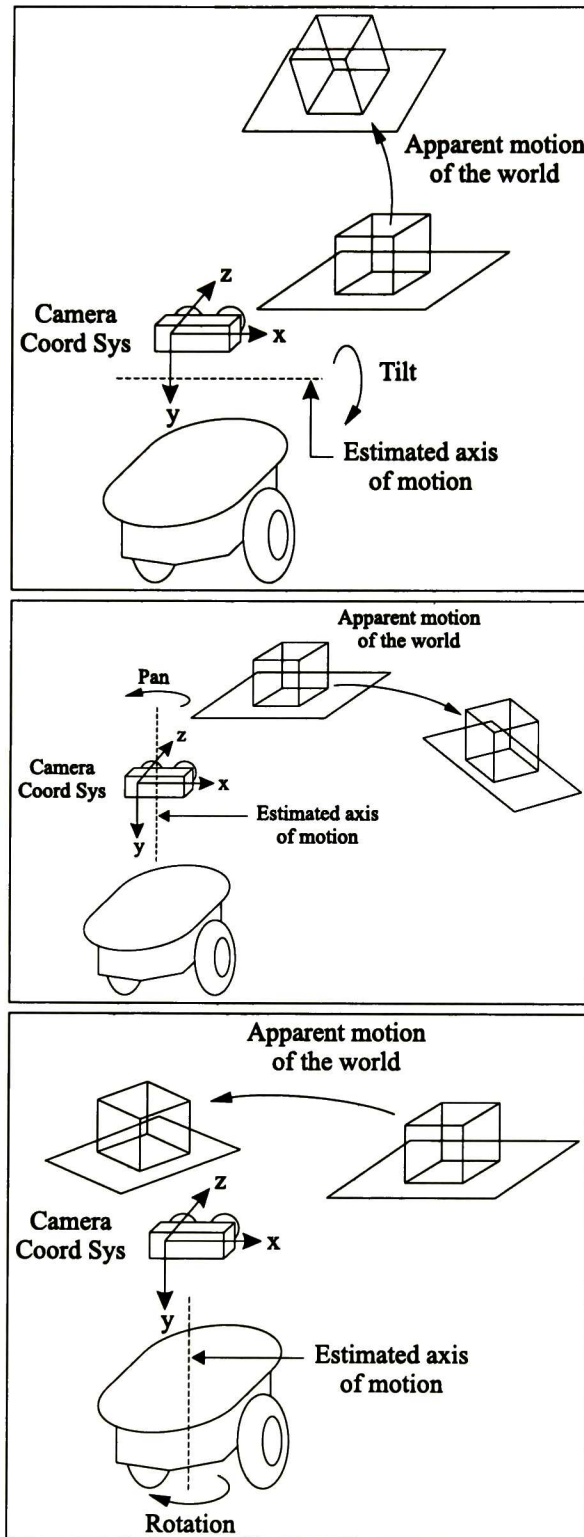 Apparent motion
of the world
z
Camera
Coord Sys
x
y
Tilt
Estimated axis
of motion
Apparent motion
of the world
Pan
z
Camera
Coord Sys
x
y
Estimated axis
of motion
Apparent motion
of the world
z
Camera
Coord Sys
x
y
Estimated axis
of motion
Rotation